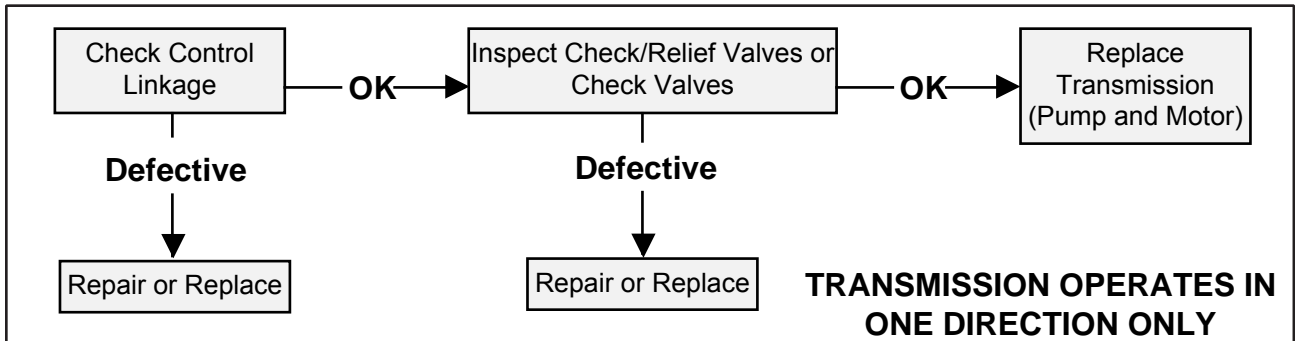 Check Control
Linkage
OK
Inspect Check/Relief Valves or
Check Valves
OK
Replace
Transmission
(Pump and Motor)
Defective
Defective
Repair or Replace
Repair or Replace
TRANSMISSION OPERATES IN
ONE DIRECTION ONLY